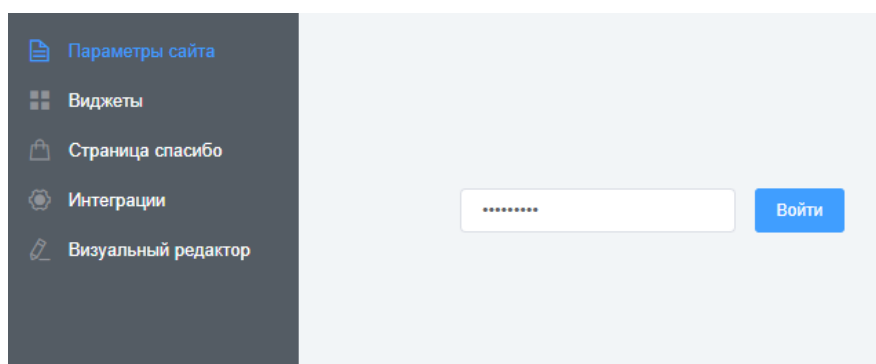 Параметры сайта
Виджеты
Страница спасибо
Интеграции
Визуальный редактор
•••••••••
Войти